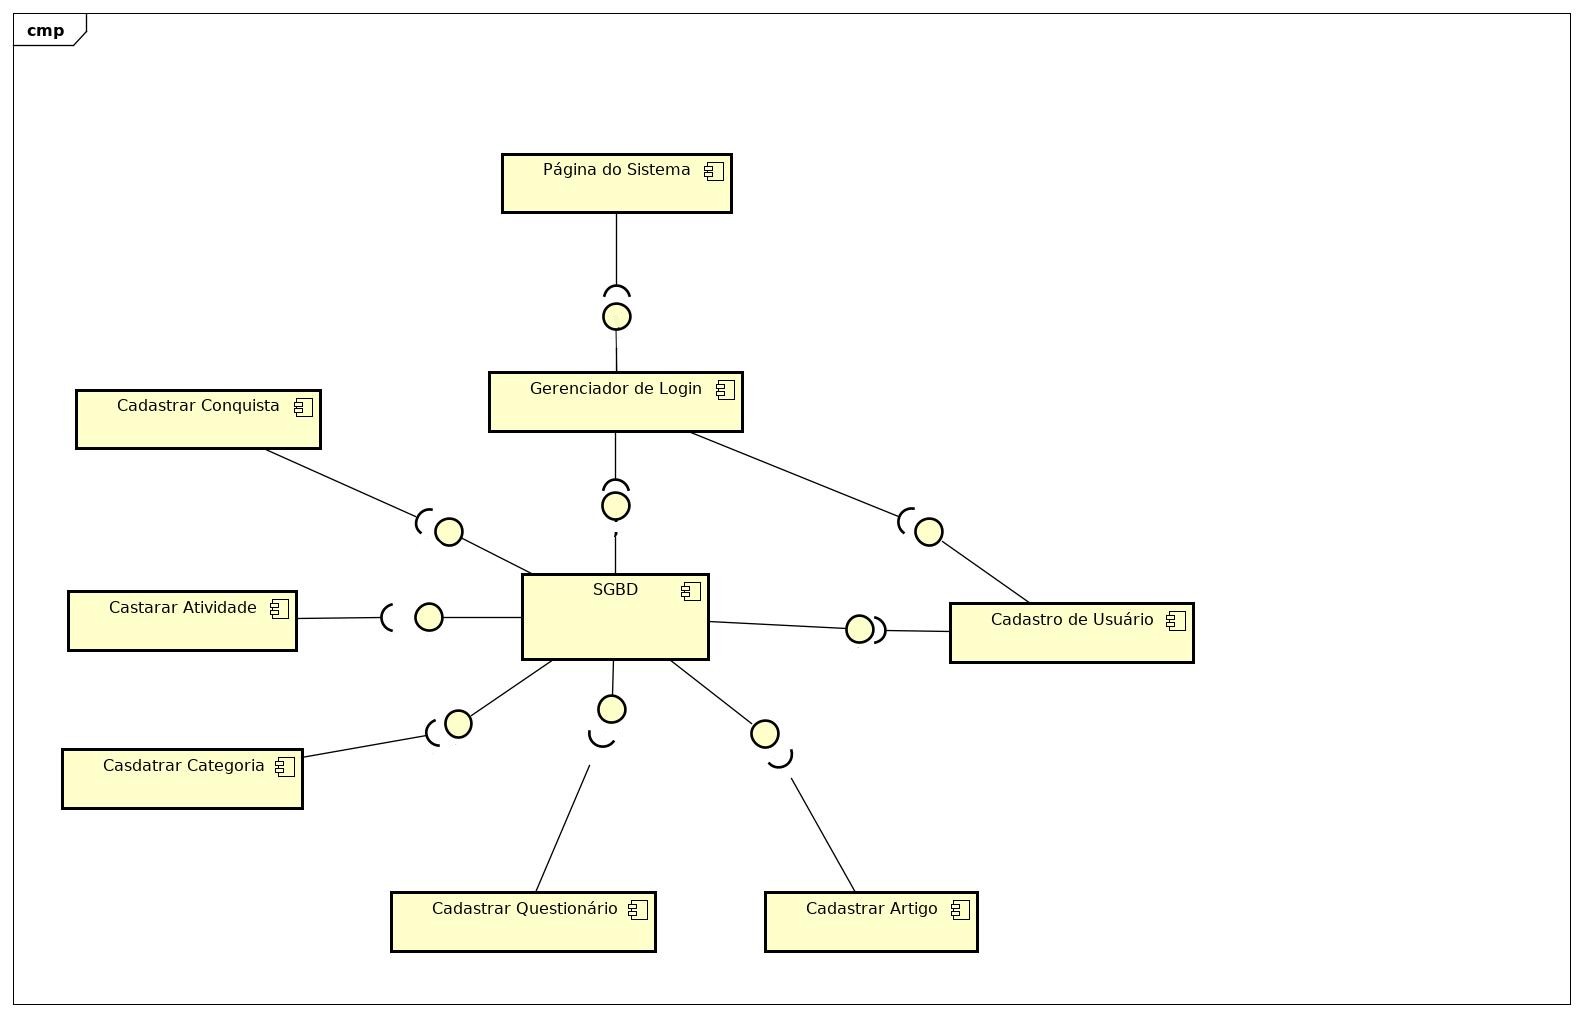 cmp
Página do Sistema
Gerenciador de Login
Cadastrar Conquista
SGBD
Castarar Atividade
Cadastro de Usuário
Casdatrar Categoria
Cadastrar Questionário
Cadastrar Artigo